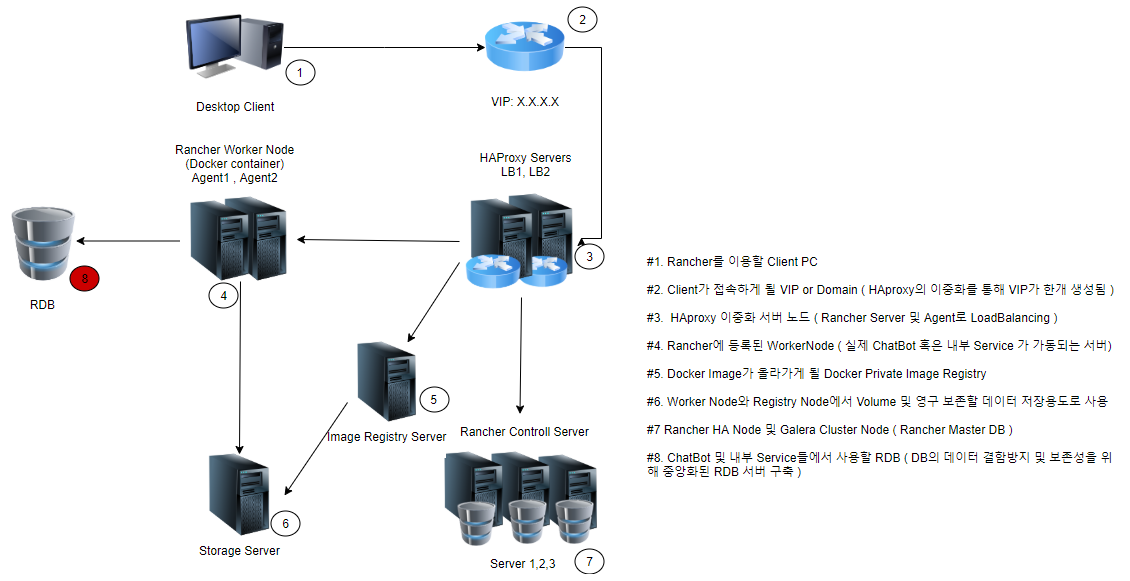 1
2
Desktop Client
VIP: X.X.X.X
Rancher Worker Node
(Docker container)
Agent1 , Agent2
HAProxy Servers
LB1, LB2
3
8
RDB
4
5
Image Registry Server
Rancher Controll Server
6
Storage Server
Server 1,2,3
7
#1. Rancher를 이용할 Client PC
#2. Client가 접속하게 될 VIP or Domain ( HAproxy의 이중화를 통해 VIP가 한개 생성됨 )
#3.  HAproxy 이중화 서버 노드 ( Rancher Server 및 Agent로 LoadBalancing )
#4. Rancher에 등록된 WorkerNode ( 실제 ChatBot 혹은 내부 Service 가 가동되는 서버)
#5. Docker Image가 올라가게 될 Docker Private Image Registry
#6. Worker Node와 Registry Node에서 Volume 및 영구 보존할 데이터 저장용도로 사용
#7 Rancher HA Node 및 Galera Cluster Node ( Rancher Master DB )
#8. ChatBot 및 내부 Service들에서 사용할 RDB ( DB의 데이터 결함방지 및 보존성을 위
해 중앙화된 RDB 서버 구축 )